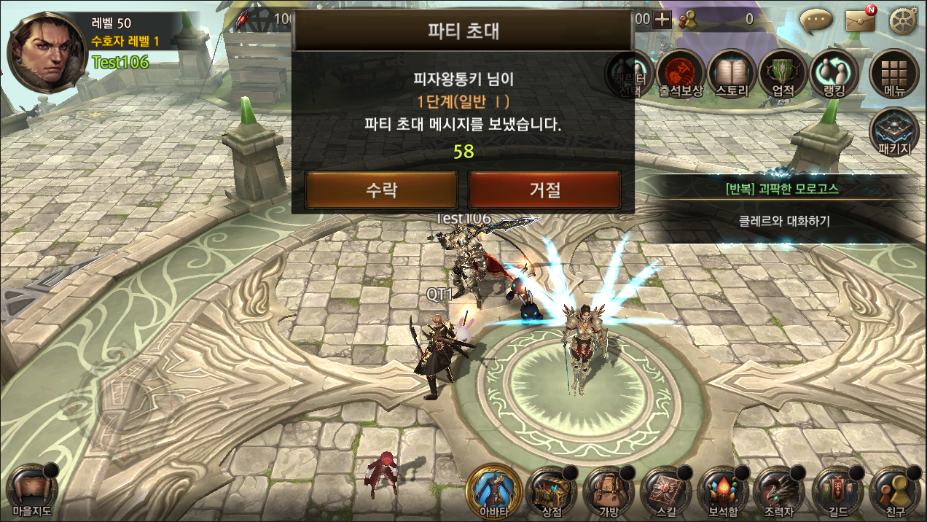 레벨 50
수호자 레벨 1
Test106
파티 초대
피자왕통키 님이
1단계(일반 Ⅰ)
파티 초대 메시지를 보냈습니다.
58
수락
거절
0
N
출석보상
스토리
업적
랭킹
메뉴
패키지
[반복] 괴팍한 모로고스
클레르와 대화하기
Test106
QT1
마을지도
아바타
상점
가방
스킬
보석함
조력자
길드
친구